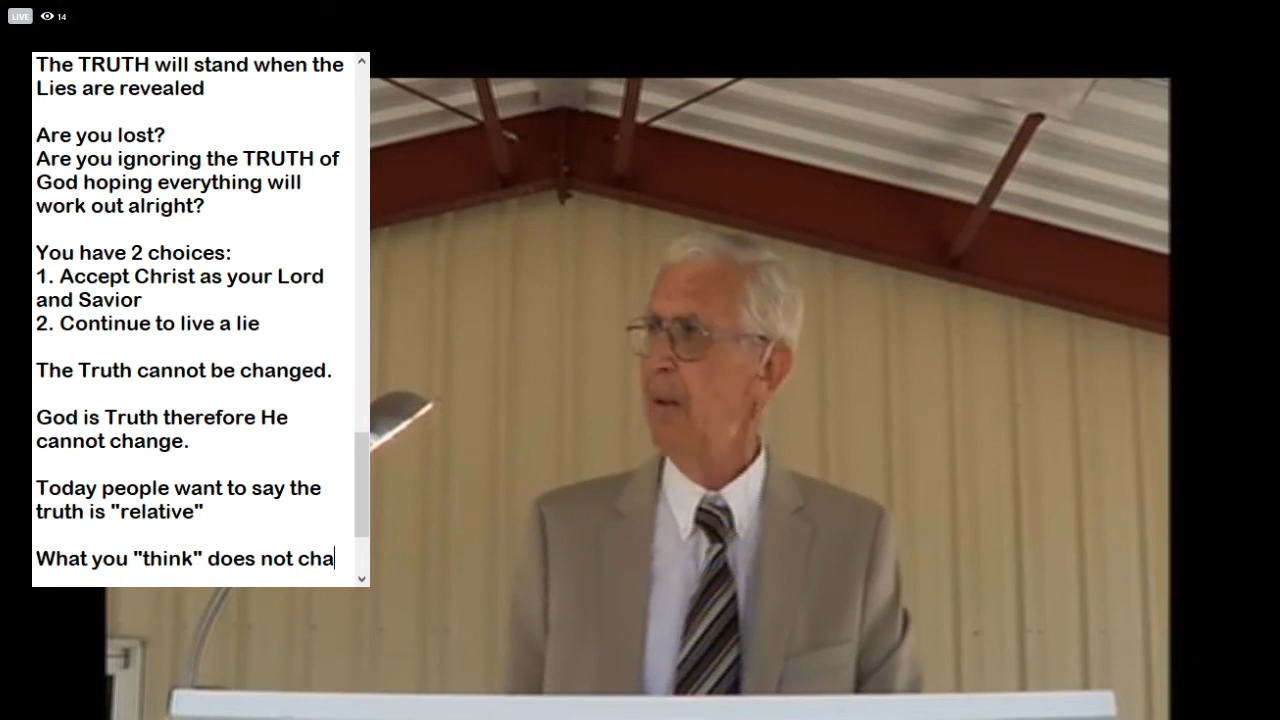 LIVE 14
The TRUTH will stand when the
Lies are revealed
Are you lost?
Are you ignoring the TRUTH of
God hoping everything will
work out alright?
You have 2 choices:
1. Accept Christ as your Lord
and Savior
2. Continue to live a lie
The Truth cannot be changed.
God is Truth therefore He
cannot change.
Today people want to say the
truth is "relative"
What you "think" does not cha